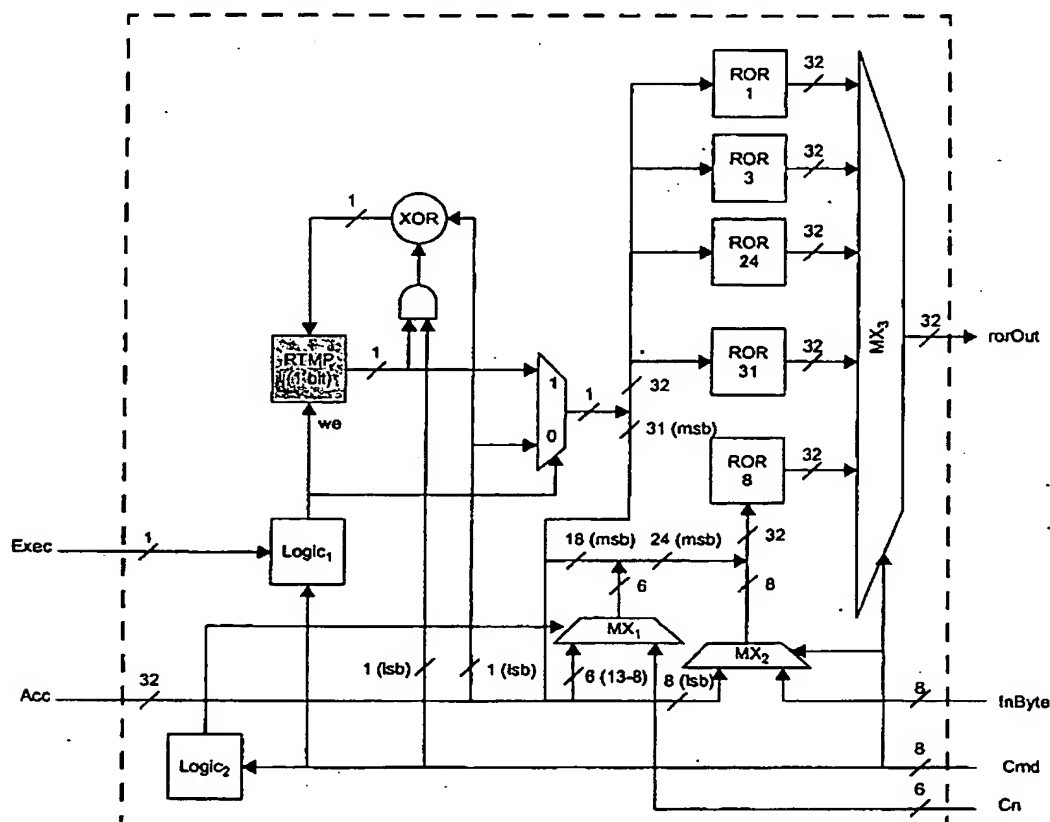 32
ROR
1
32
ROR
3
1
XOR
32
ROR
24
32
MX3
32
rorOut
RTMP
(1-bit)
1
1
ROR
31
32
1
31 (msb)
we
0
32
ROR
8
Exec
1
Logic1
18 (msb)
24 (msb)
32
6
8
MX1
MX2
1 (lsb)
1 (lsb)
6 (13-8)
8 (lsb)
Acc
32
8
InByte
Logic2
8
Cmd
6
Cn